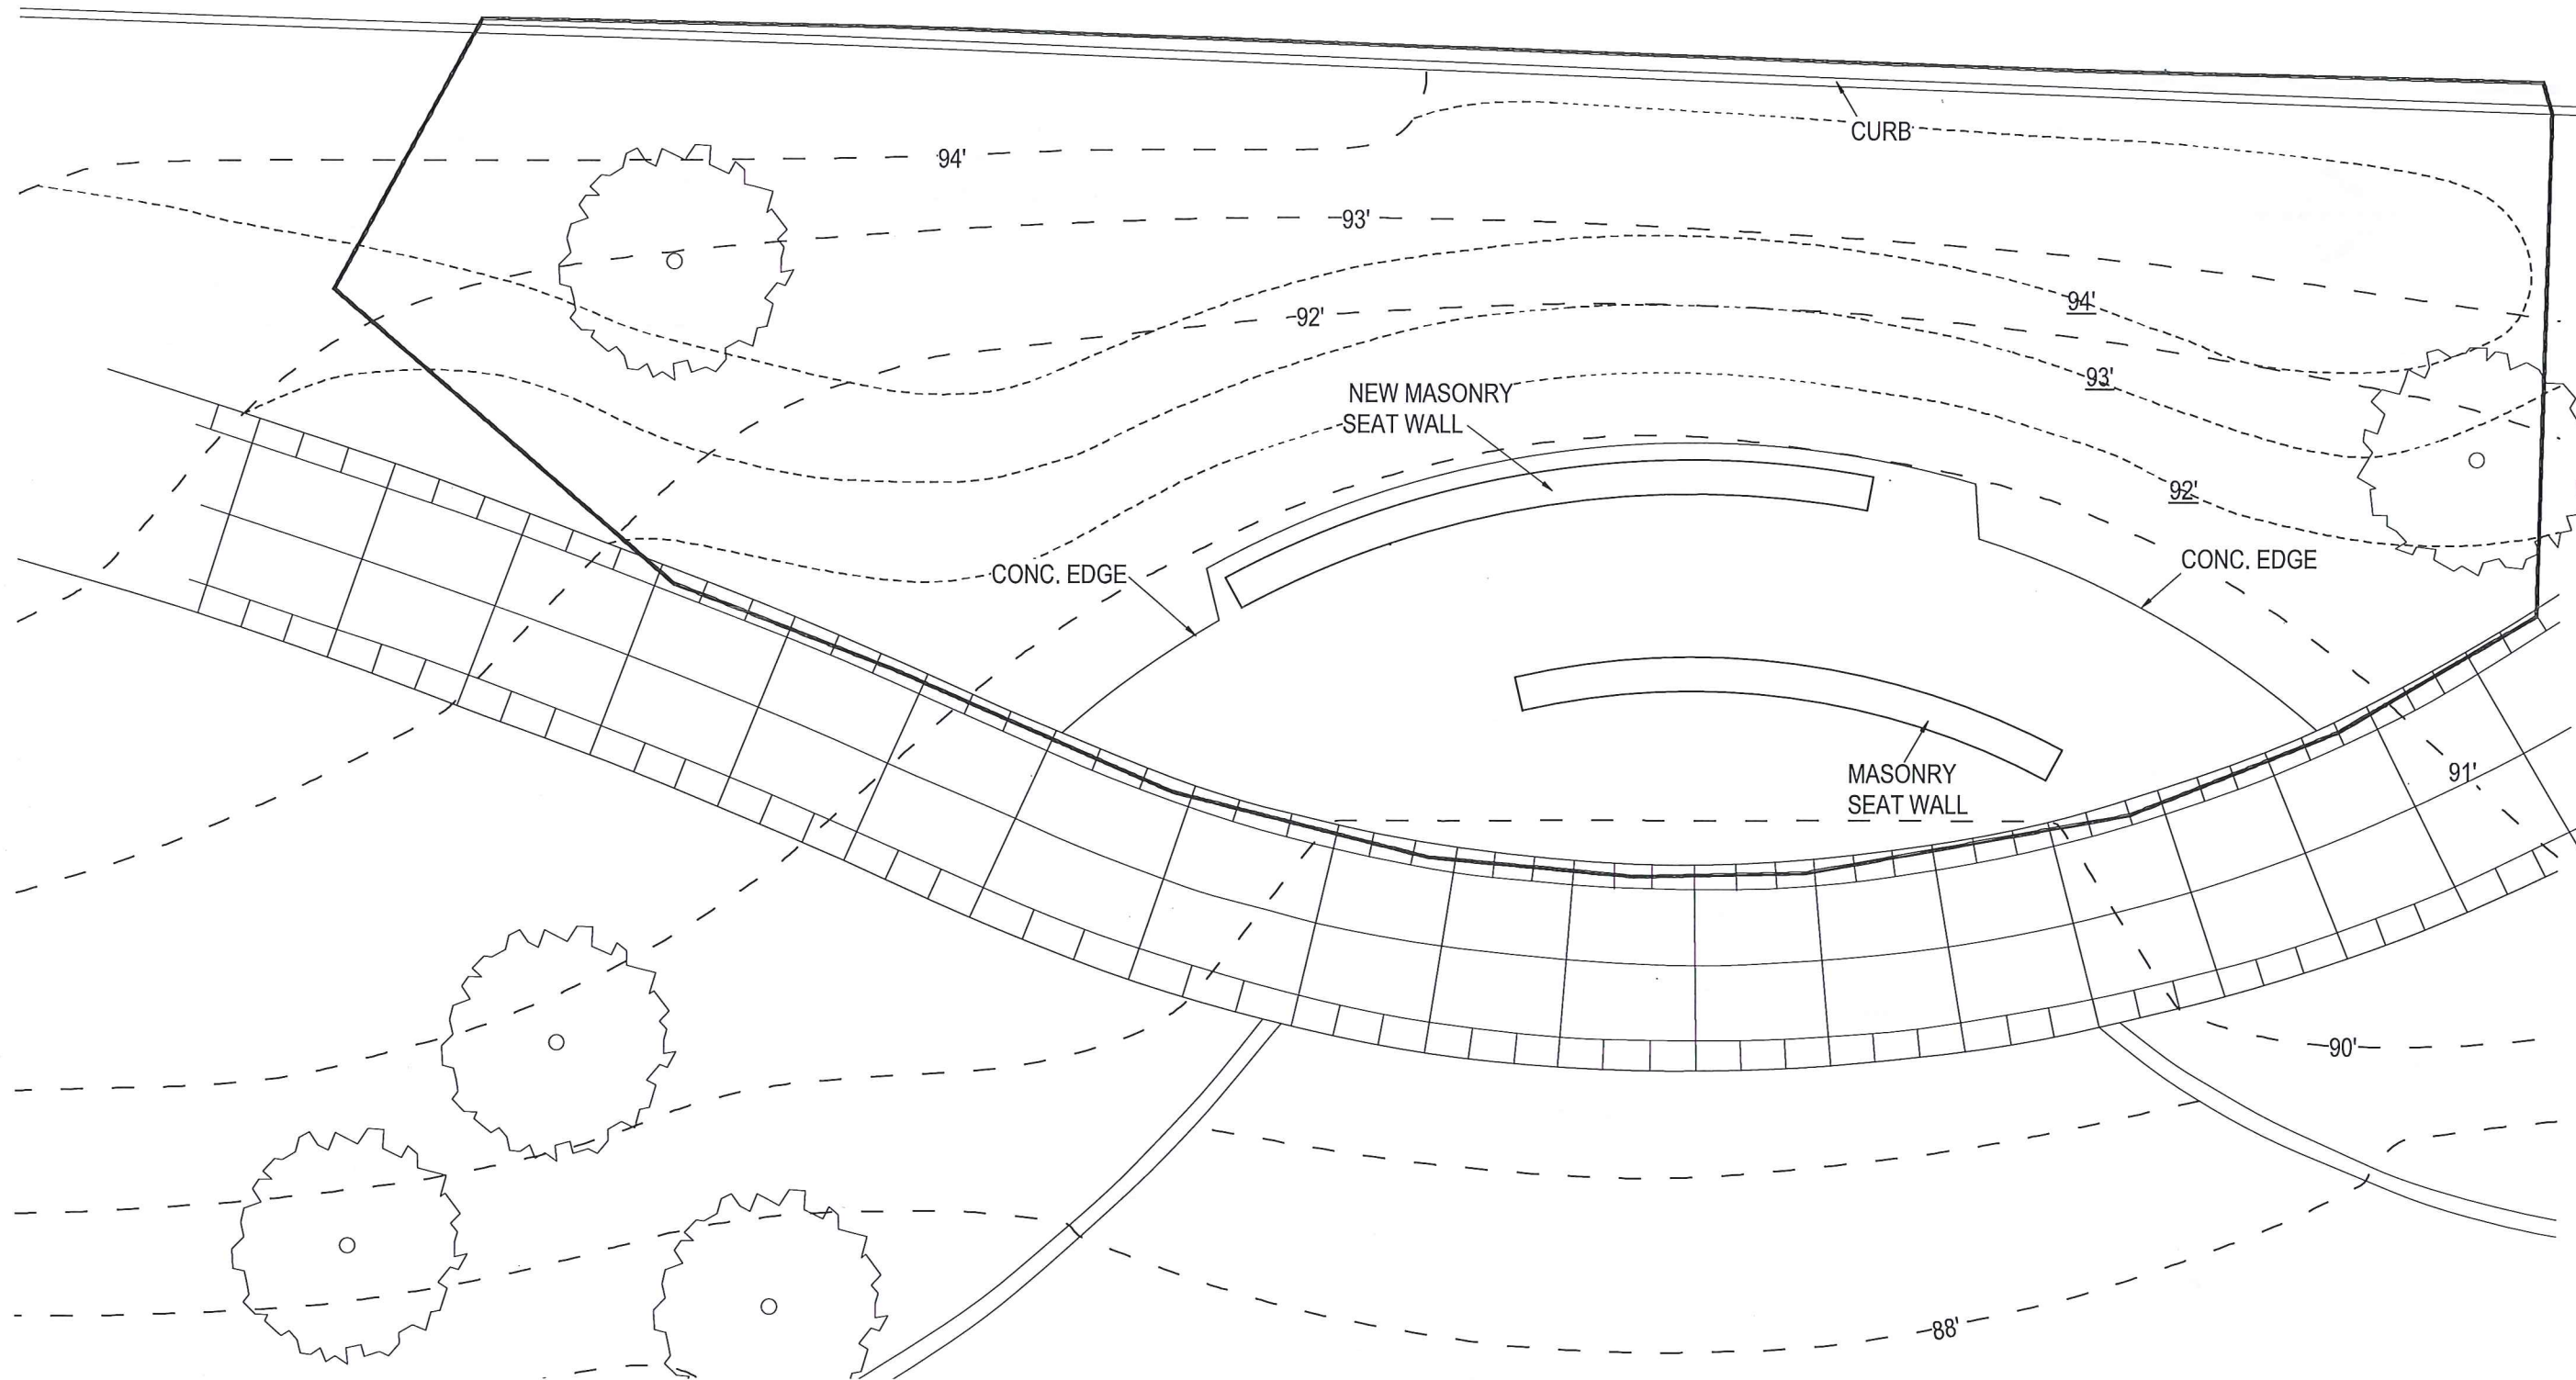 CURB
94'
93'
94'
92'
93'
NEW MASONRY
SEAT WALL
92'
CONC. EDGE
CONC. EDGE
MASONRY
SEAT WALL
91'
90'
88'